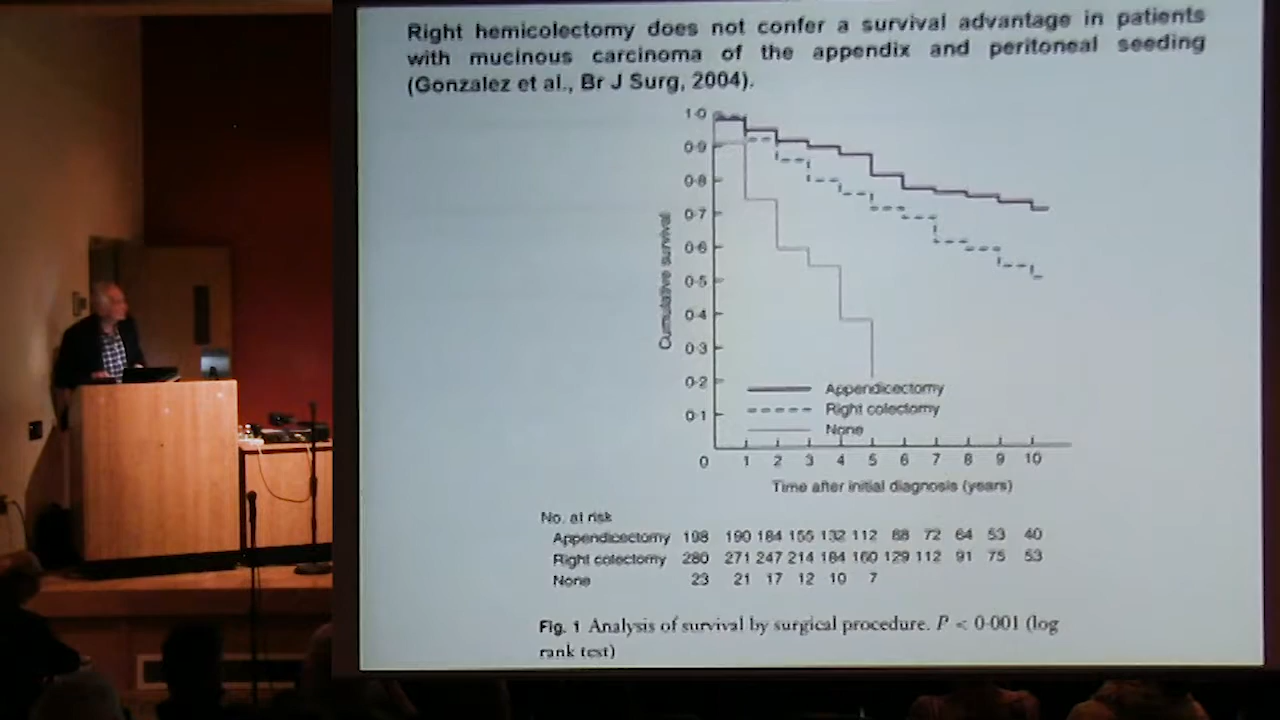 Right hemicolectomy does not confer a survival advantage in patients
with mucinous carcinoma of the appendix and peritoneal seeding
(Gonzalez et al., Br J Surg, 2004).
1·0
0·9
0·8
0·7
0·6
0·5
0·4
0·3
0·2
0·1
Cumulative survival
Appendicectomy
Right colectomy
None
0 1 2 3 4 5 6 7 8 9 10
Time after initial diagnosis (years)
No. at risk
Appendicectomy 198 190 184 155 132 112 88 72 64 53 40
Right colectomy 280 271 247 214 184 160 129 112 91 75 53
None 23 21 17 12 10 7
Fig. 1 Analysis of survival by surgical procedure. P < 0·001 (log
rank test)